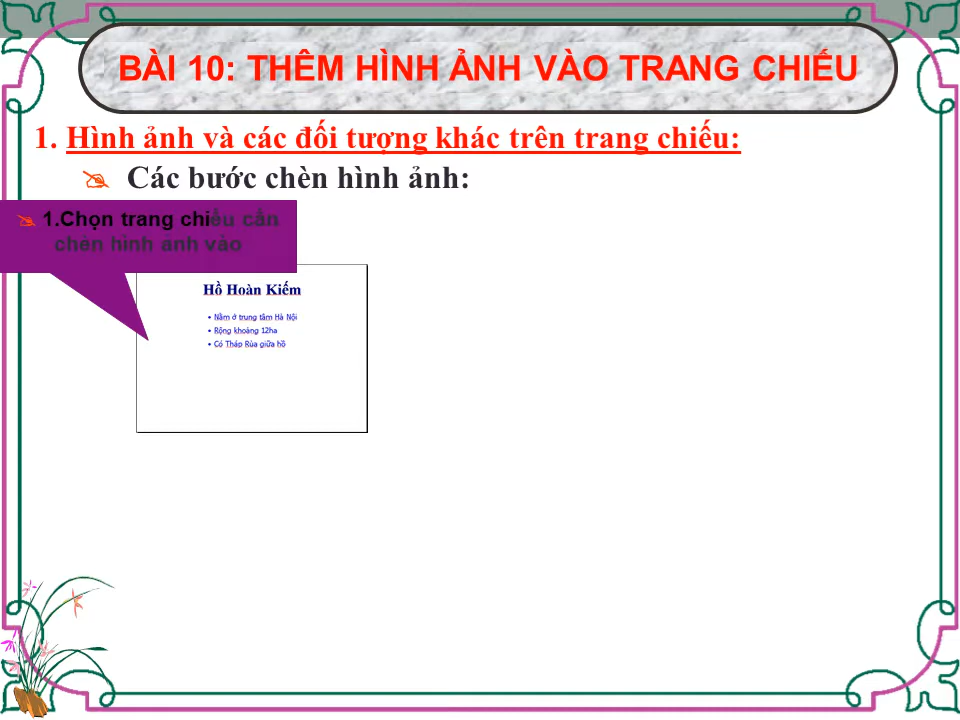 BÀI 10: THÊM HÌNH ẢNH VÀO TRANG CHIẾU
1. Hình ảnh và các đối tượng khác trên trang chiếu:
Các bước chèn hình ảnh:
1.Chọn trang chiếu cần
chèn hình ảnh vào
Hồ Hoàn Kiếm
• Nằm ở trung tâm Hà Nội
• Rộng khoảng 12ha
• Có Tháp Rùa giữa hồ